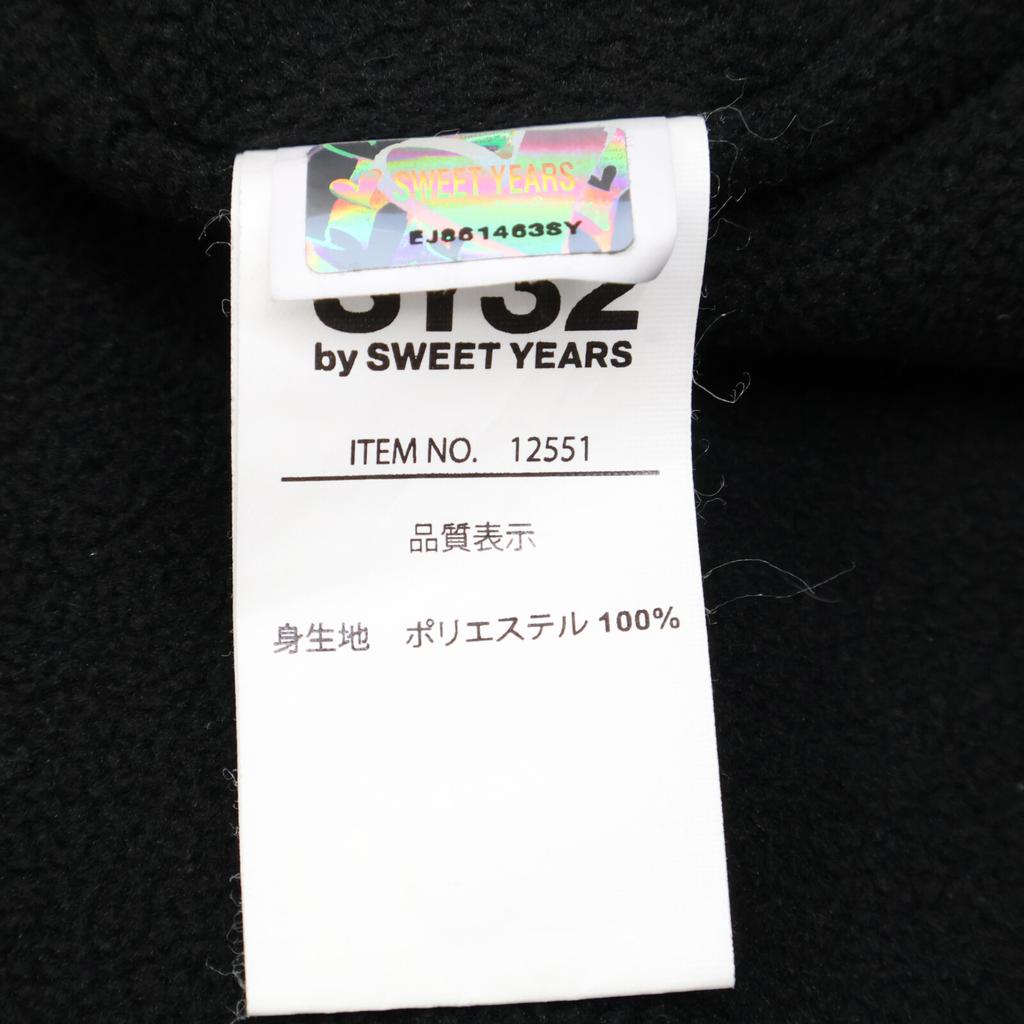 SWEET YEARS
EJ861463SY
SY32
by SWEET YEARS
ITEM NO. 12551
品質表示
身生地 ポリエステル 100%